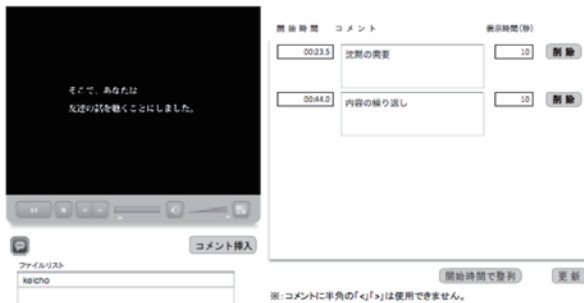 そこで、あなたは
友達の話を聴くことにしました。
コメント挿入
ファイルリスト
keicho
開始時間 コメント 表示時間(秒)
00:23.5 沈黙の需要 10 削除
00:44.0 内容の繰り返し 10 削除
開始時間で整列 更新
※:コメントに半角の「<」「>」は使用できません。